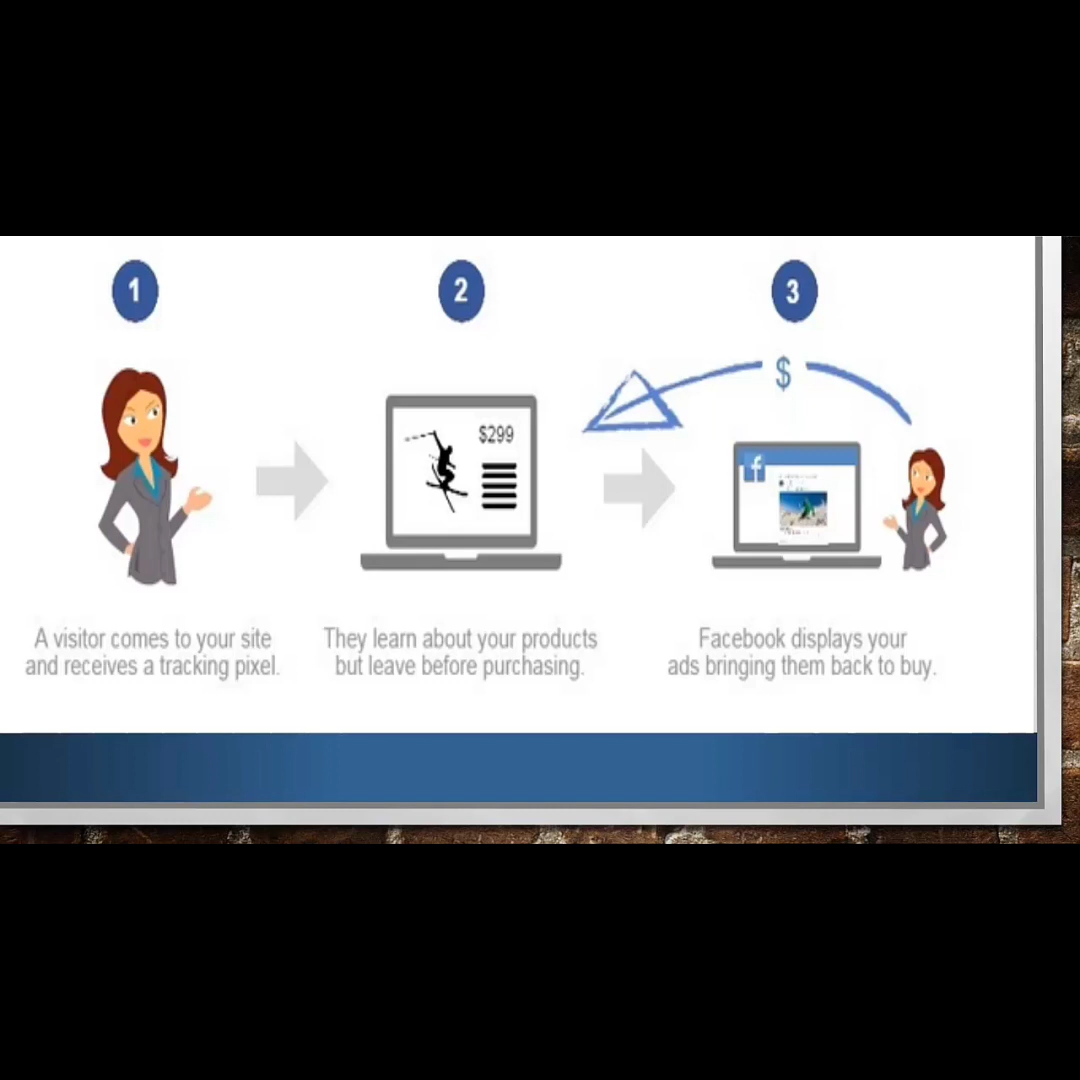 1
2
3
$
$299
f
A visitor comes to your site
and receives a tracking pixel.
They learn about your products
but leave before purchasing.
Facebook displays your
ads bringing them back to buy.